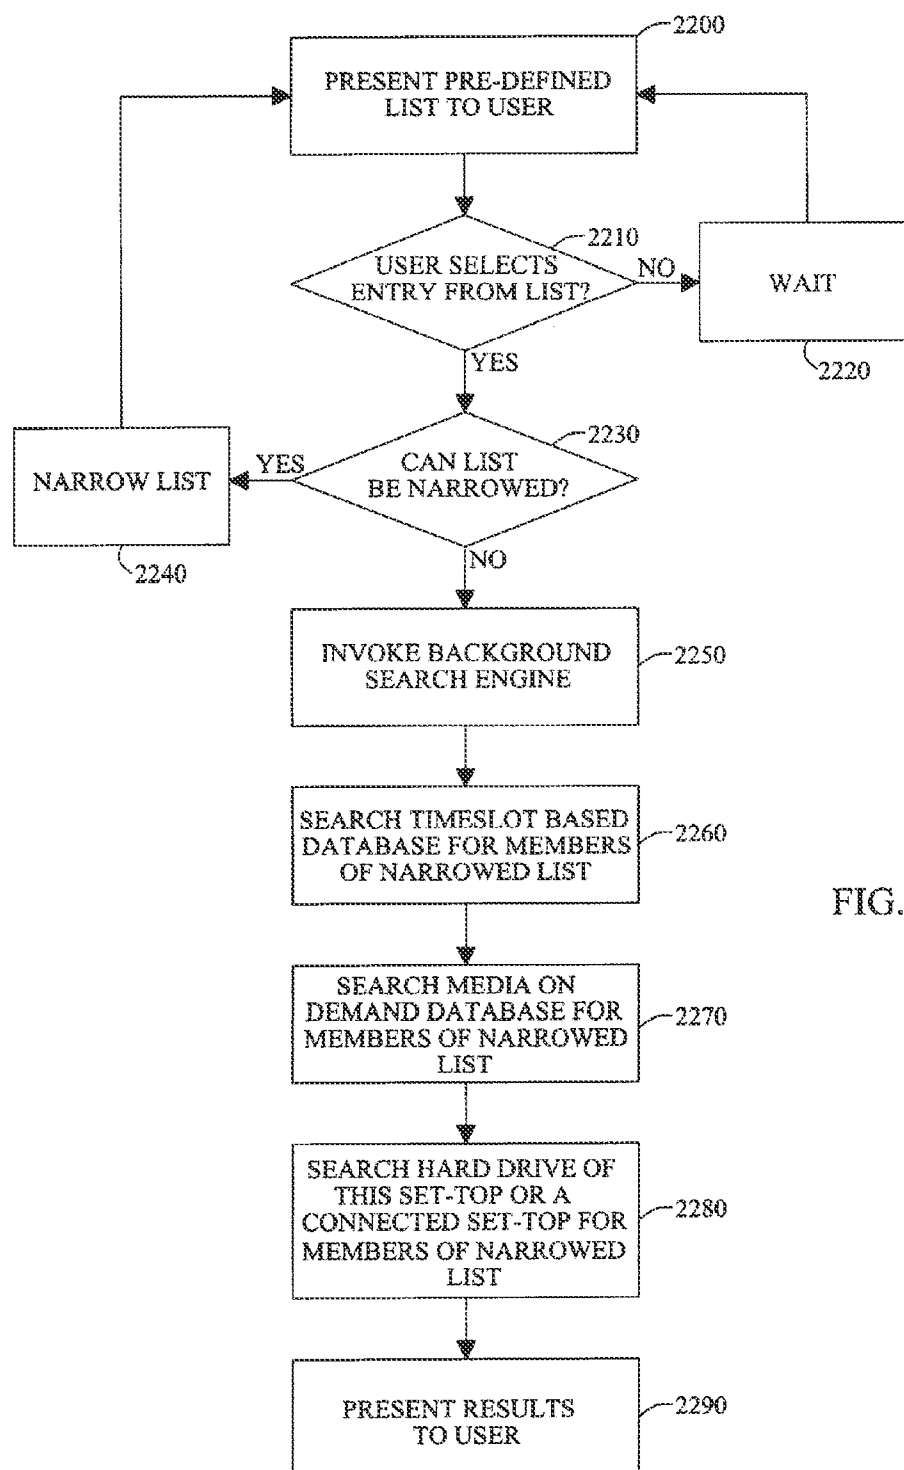 2200
PRESENT PRE-DEFINED
LIST TO USER
2210
USER SELECTS
ENTRY FROM LIST?
NO
WAIT
2220
YES
2230
CAN LIST
BE NARROWED?
YES
NARROW LIST
2240
NO
INVOKE BACKGROUND
SEARCH ENGINE
2250
SEARCH TIMESLOT BASED
DATABASE FOR MEMBERS
OF NARROWED LIST
2260
FIG.
SEARCH MEDIA ON
DEMAND DATABASE FOR
MEMBERS OF NARROWED
LIST
2270
SEARCH HARD DRIVE OF
THIS SET-TOP OR A
CONNECTED SET-TOP FOR
MEMBERS OF NARROWED
LIST
2280
PRESENT RESULTS
TO USER
2290